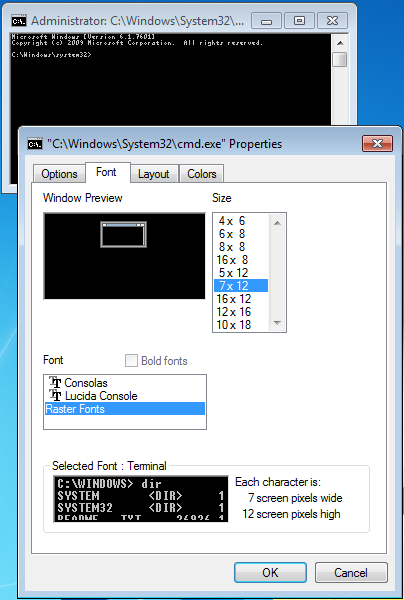 Administrator: C:\Windows\System32\...
Microsoft Windows [Version 6.1.7601]
Copyright (c) 2009 Microsoft Corporation.  All rights reserved.
C:\Windows\system32>
"C:\Windows\System32\cmd.exe" Properties
Options Font Layout Colors
Window Preview
Size
4 x 6
6 x 8
8 x 8
16 x 8
5 x 12
7 x 12
16 x 12
12 x 16
10 x 18
Font
Bold fonts
Consolas
Lucida Console
Raster Fonts
Selected Font : Terminal
C:\WINDOWS> dir
SYSTEM <DIR> 1
SYSTEM32 <DIR> 1
README TXT 26926 1
Each character is:
7 screen pixels wide
12 screen pixels high
OK
Cancel